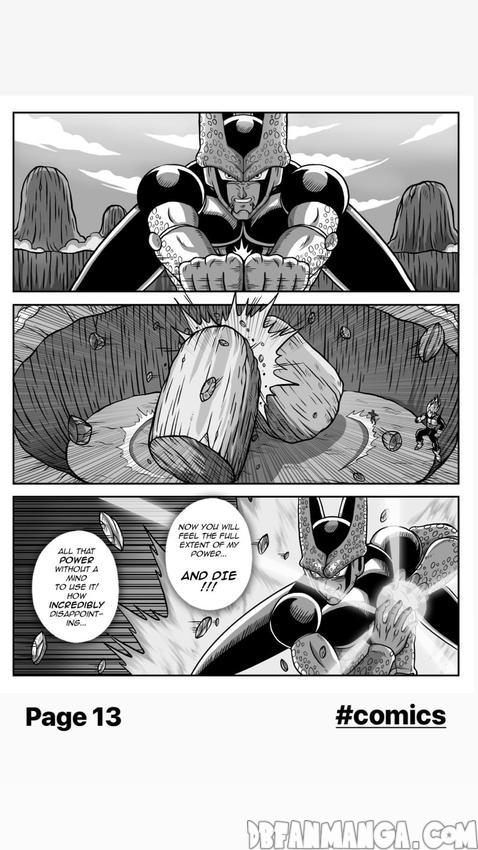 ALL THAT
POWER
WITHOUT A
MIND
TO USE IT!
HOW
INCREDIBLY
DISAPPOINT-
ING...
NOW YOU WILL
FEEL THE FULL
EXTENT OF MY
POWER...
AND DIE
!!!
Page 13
#comics
DBFANMANGA.COM